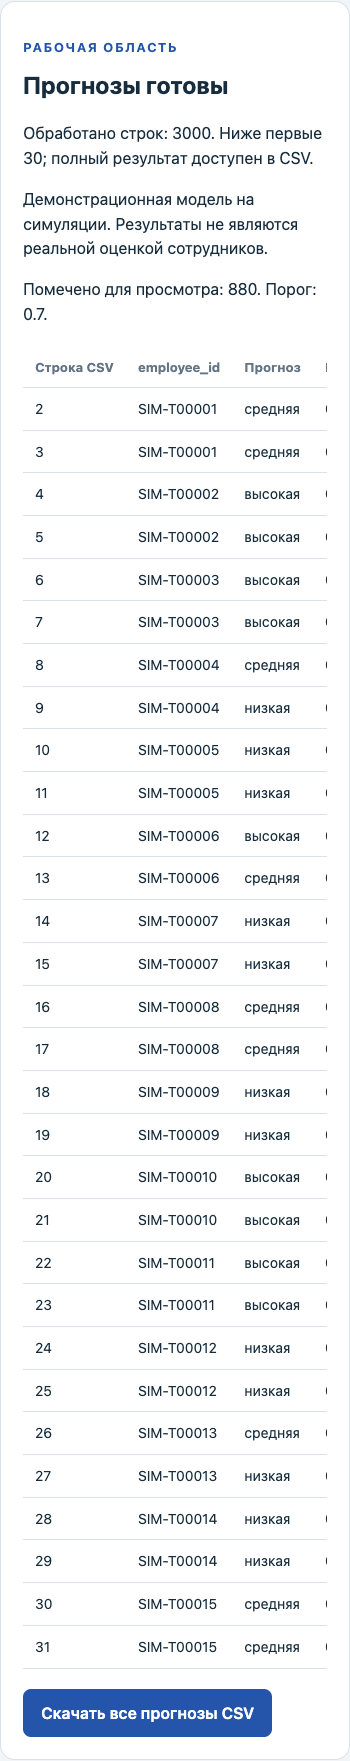 РАБОЧАЯ ОБЛАСТЬ
Прогнозы готовы
Обработано строк: 3000. Ниже первые
30; полный результат доступен в CSV.
Демонстрационная модель на
симуляции. Результаты не являются
реальной оценкой сотрудников.
Помечено для просмотра: 880. Порог:
0.7.
Строка CSV employee_id Прогноз
2 SIM-T00001 средняя
3 SIM-T00001 средняя
4 SIM-T00002 высокая
5 SIM-T00002 высокая
6 SIM-T00003 высокая
7 SIM-T00003 высокая
8 SIM-T00004 средняя
9 SIM-T00004 низкая
10 SIM-T00005 низкая
11 SIM-T00005 низкая
12 SIM-T00006 высокая
13 SIM-T00006 средняя
14 SIM-T00007 низкая
15 SIM-T00007 низкая
16 SIM-T00008 средняя
17 SIM-T00008 средняя
18 SIM-T00009 низкая
19 SIM-T00009 низкая
20 SIM-T00010 высокая
21 SIM-T00010 высокая
22 SIM-T00011 высокая
23 SIM-T00011 высокая
24 SIM-T00012 низкая
25 SIM-T00012 низкая
26 SIM-T00013 средняя
27 SIM-T00013 низкая
28 SIM-T00014 низкая
29 SIM-T00014 низкая
30 SIM-T00015 средняя
31 SIM-T00015 средняя
Скачать все прогнозы CSV